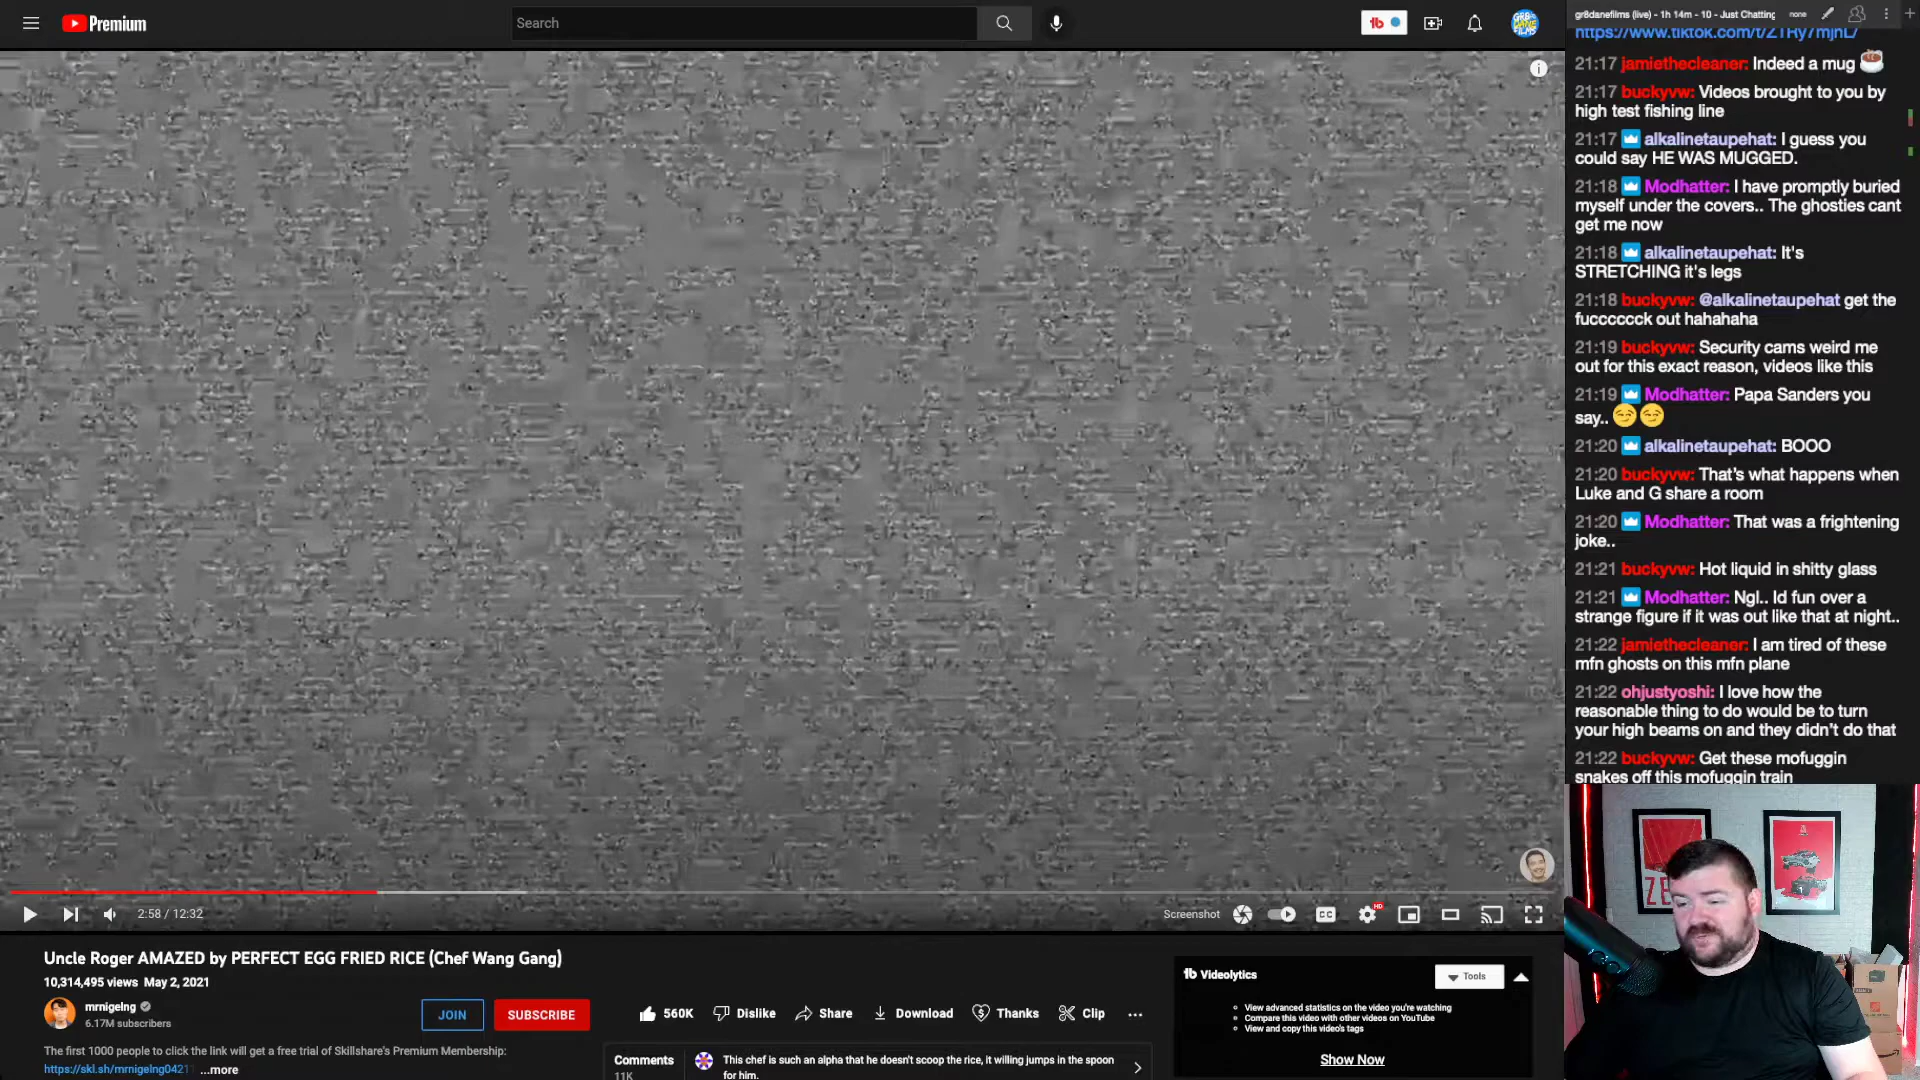 Premium
Search
gr8danefilms (live) - 1h 14m - 10 - Just Chatting
none
https://www.tiktok.com/t/ZTRy7mjnL/
21:17 jamiethecleaner: Indeed a mug
21:17 buckyvw: Videos brought to you by
high test fishing line
21:17 alkalinetaupehat: I guess you
could say HE WAS MUGGED.
21:18 Modhatter: I have promptly buried
myself under the covers.. The ghosties cant
get me now
21:18 alkalinetaupehat: It's
STRETCHING it's legs
21:18 buckyvw: @alkalinetaupehat get the
fucccccck out hahahaha
21:19 buckyvw: Security cams weird me
out for this exact reason, videos like this
21:19 Modhatter: Papa Sanders you
say..
21:20 alkalinetaupehat: BOOO
21:20 buckyvw: That's what happens when
Luke and G share a room
21:20 Modhatter: That was a frightening
joke..
21:21 buckyvw: Hot liquid in shitty glass
21:21 Modhatter: Ngl.. Id fun over a
strange figure if it was out like that at night..
21:22 jamiethecleaner: I am tired of these
mfn ghosts on this mfn plane
21:22 ohjustyoshi: I love how the
reasonable thing to do would be to turn
your high beams on and they didn't do that
21:22 buckyvw: Get these mofuggin
snakes off this mofuggin train
2:58 / 12:32
Screenshot
CC
HD
Uncle Roger AMAZED by PERFECT EGG FRIED RICE (Chef Wang Gang)
10,314,495 views May 2, 2021
mrnigelng
6.17M subscribers
JOIN
SUBSCRIBE
560K
Dislike
Share
Download
Thanks
Clip
The first 1000 people to click the link will get a free trial of Skillshare's Premium Membership:
https://skl.sh/mrnigelng0421
...more
Comments
11K
This chef is such an alpha that he doesn't scoop the rice, it willing jumps in the spoon
for him.
tb Videolytics
Tools
View advanced statistics on the video you're watching
Compare this video with other videos on YouTube
View and copy this video's tags
Show Now